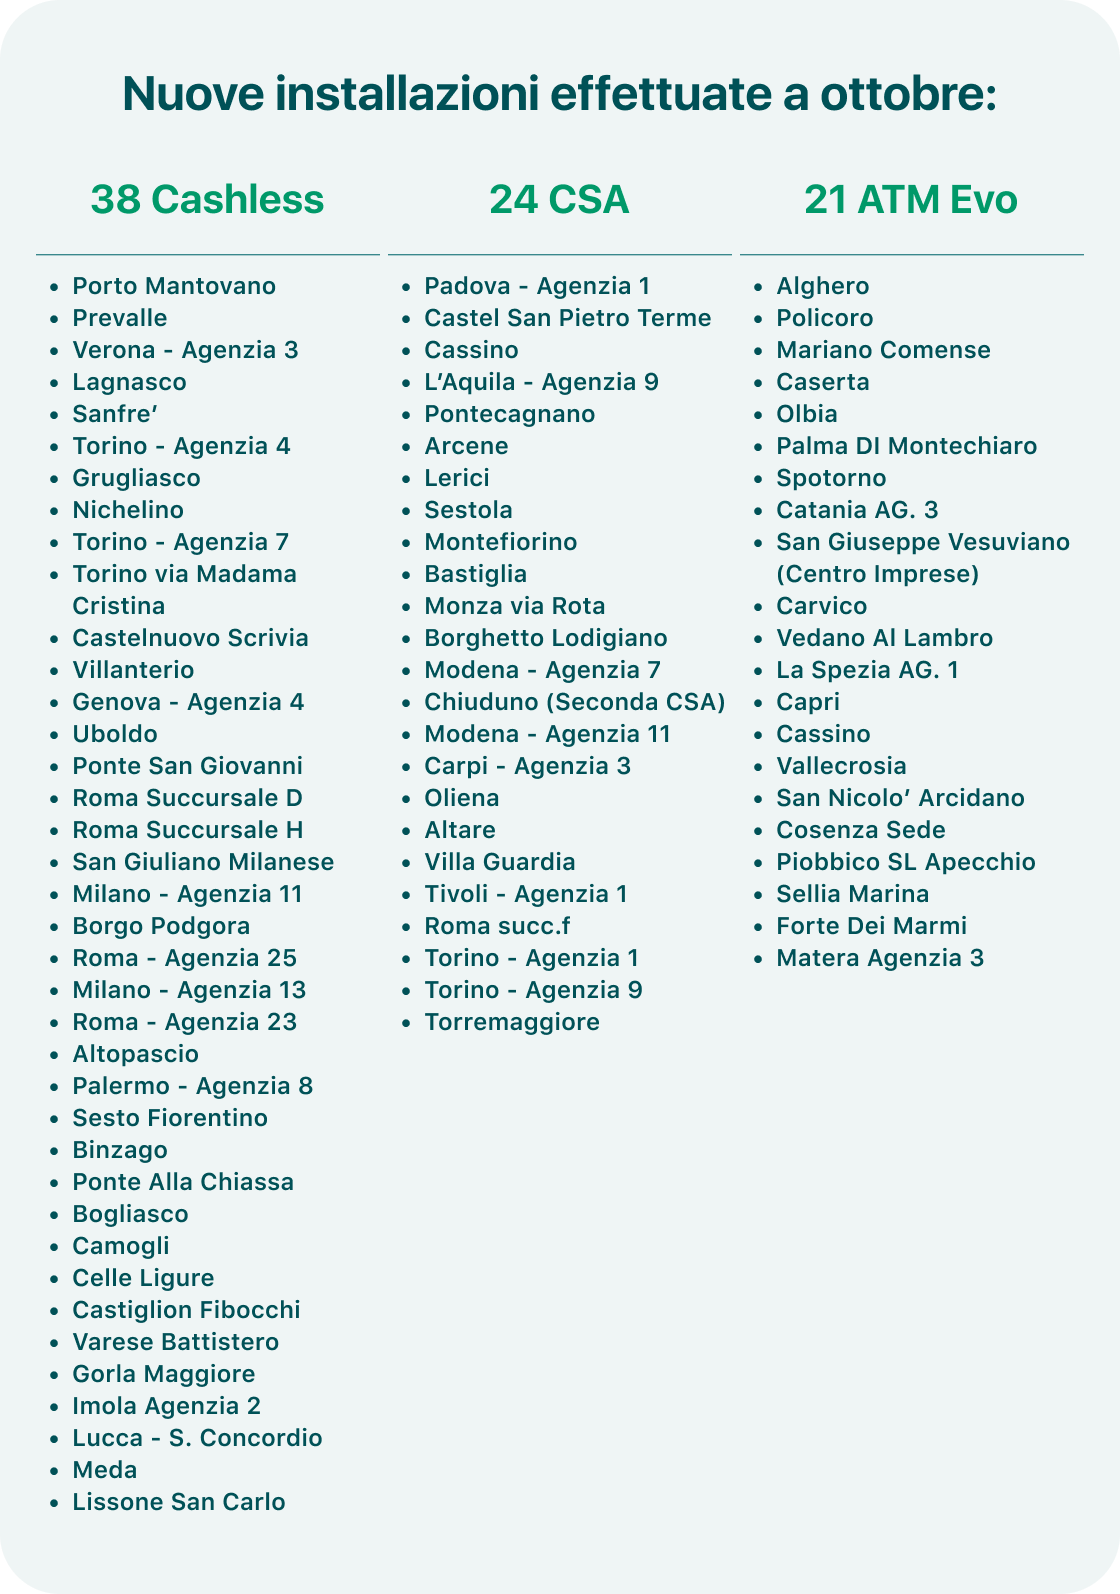 Nuove installazioni effettuate a ottobre:
38 Cashless
• Porto Mantovano
• Prevalle
• Verona - Agenzia 3
• Lagnasco
• Sanfre’
• Torino - Agenzia 4
• Grugliasco
• Nichelino
• Torino - Agenzia 7
• Torino via Madama
Cristina
• Castelnuovo Scrivia
• Villanterio
• Genova - Agenzia 4
• Uboldo
• Ponte San Giovanni
• Roma Succursale D
• Roma Succursale H
• San Giuliano Milanese
• Milano - Agenzia 11
• Borgo Podgora
• Roma - Agenzia 25
• Milano - Agenzia 13
• Roma - Agenzia 23
• Altopascio
• Palermo - Agenzia 8
• Sesto Fiorentino
• Binzago
• Ponte Alla Chiassa
• Bogliasco
• Camogli
• Celle Ligure
• Castiglion Fibocchi
• Varese Battistero
• Gorla Maggiore
• Imola Agenzia 2
• Lucca - S. Concordio
• Meda
• Lissone San Carlo
24 CSA
• Padova - Agenzia 1
• Castel San Pietro Terme
• Cassino
• L’Aquila - Agenzia 9
• Pontecagnano
• Arcene
• Lerici
• Sestola
• Montefiorino
• Bastiglia
• Monza via Rota
• Borghetto Lodigiano
• Modena - Agenzia 7
• Chiuduno (Seconda CSA)
• Modena - Agenzia 11
• Carpi - Agenzia 3
• Oliena
• Altare
• Villa Guardia
• Tivoli - Agenzia 1
• Roma succ.f
• Torino - Agenzia 1
• Torino - Agenzia 9
• Torremaggiore
21 ATM Evo
• Alghero
• Policoro
• Mariano Comense
• Caserta
• Olbia
• Palma DI Montechiaro
• Spotorno
• Catania AG. 3
• San Giuseppe Vesuviano
(Centro Imprese)
• Carvico
• Vedano Al Lambro
• La Spezia AG. 1
• Capri
• Cassino
• Vallecrosia
• San Nicolo’ Arcidano
• Cosenza Sede
• Piobbico SL Apecchio
• Sellia Marina
• Forte Dei Marmi
• Matera Agenzia 3